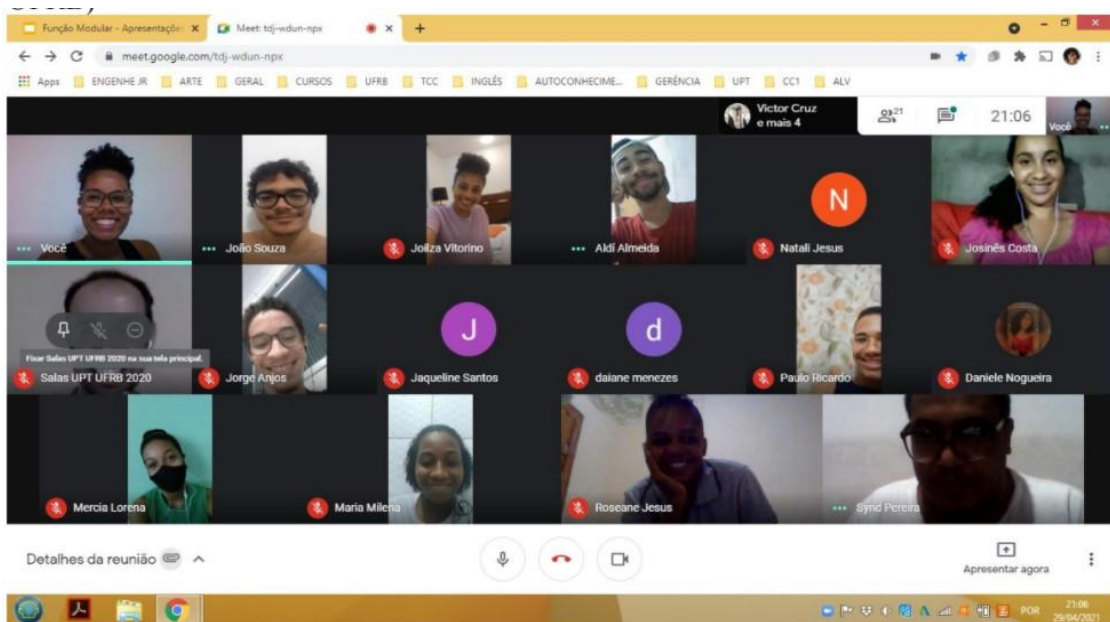 Função Modular - Apresentaçõe
Meet: tdj-wdun-npx
meet.google.com/tdj-wdun-npx
Apps ENGENHE JR ARTE GERAL CURSOS UFRB TCC INGLÊS AUTOCONHECIME... GERÊNCIA UPT CC1 ALV
Victor Cruz
e mais 4
21
21:06
Você
Você
João Souza
Joilza Vitorino
Aldí Almeida
N
Natali Jesus
Josinês Costa
Fixar Salas UPT UFRB 2020 na sua tela principal.
Salas UPT UFRB 2020
Jorge Anjos
J
Jaqueline Santos
d
daiane menezes
Paulo Ricardo
Daniele Nogueira
Mercia Lorena
Maria Milena
Roseane Jesus
Synd Pereira
Detalhes da reunião
Apresentar agora
POR
21:06
29/04/2021